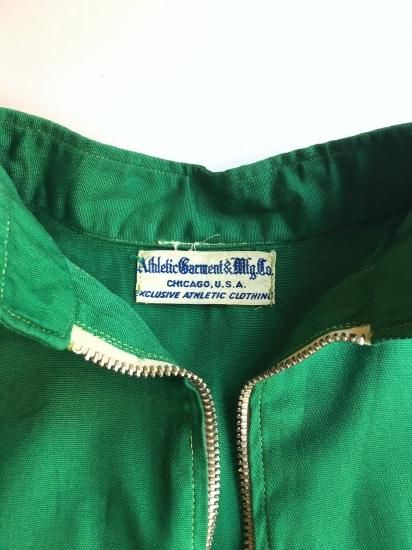 Athletic Garment & Mfg. Co.
CHICAGO, U.S.A.
EXCLUSIVE ATHLETIC CLOTHING